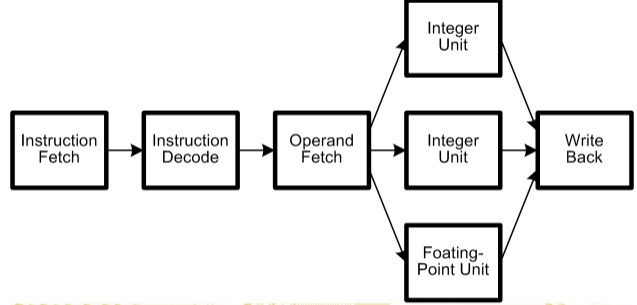 Integer
Unit
Instruction
Fetch
Instruction
Decode
Operand
Fetch
Integer
Unit
Write
Back
Foating-
Point Unit